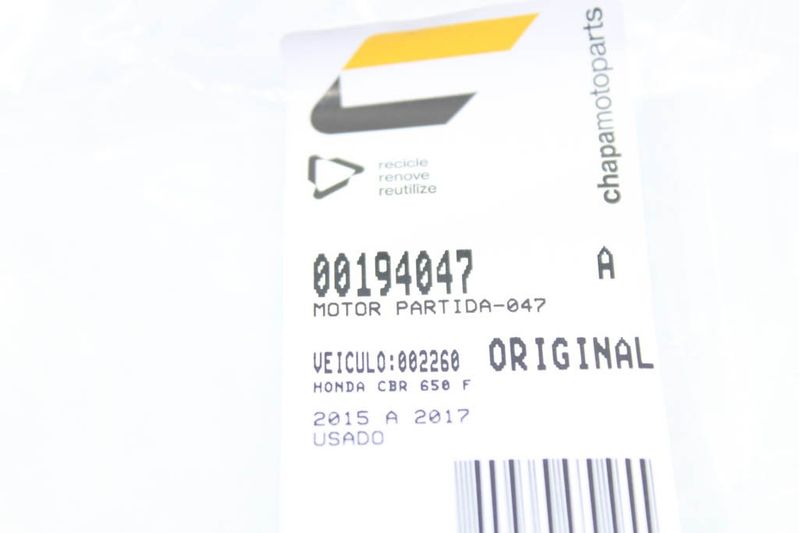 chapamotoparts
recicle
renove
reutilize
00194047 A
MOTOR PARTIDA-047
VEICULO:002260 ORIGINAL
HONDA CBR 650 F
2015 A 2017
USADO